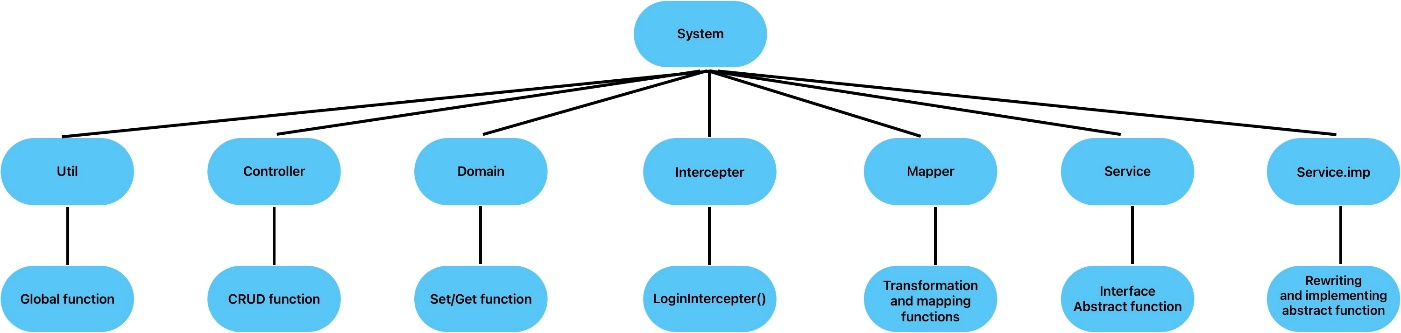 System
Util
Controller
Domain
Intercepter
Mapper
Service
Service.imp
Global function
CRUD function
Set/Get function
LoginIntercepter()
Transformation
and mapping
functions
Interface
Abstract function
Rewriting
and implementing
abstract function